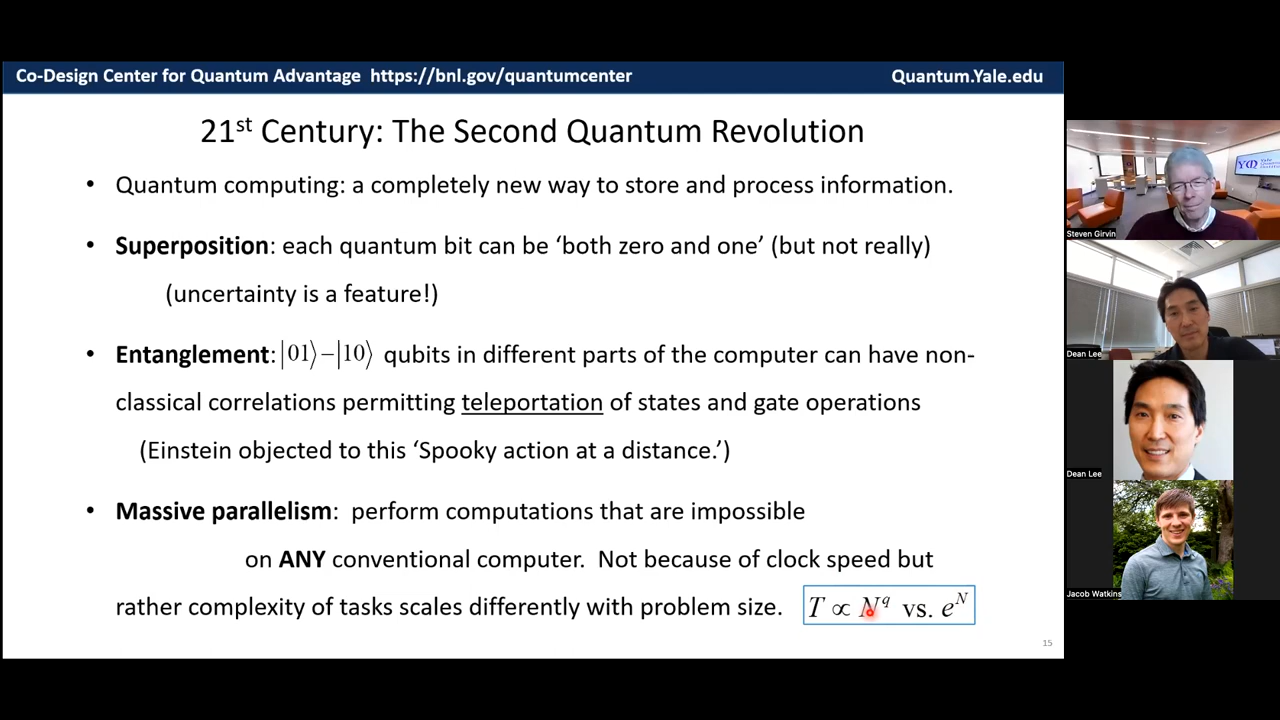 Co-Design Center for Quantum Advantage https://bnl.gov/quantumcenter
Quantum.Yale.edu
21st Century: The Second Quantum Revolution
• Quantum computing: a completely new way to store and process information.
• Superposition: each quantum bit can be ‘both zero and one’ (but not really)
(uncertainty is a feature!)
• Entanglement: |01⟩−|10⟩ qubits in different parts of the computer can have non-
classical correlations permitting teleportation of states and gate operations
(Einstein objected to this ‘Spooky action at a distance.’)
• Massive parallelism: perform computations that are impossible
on ANY conventional computer. Not because of clock speed but
rather complexity of tasks scales differently with problem size. T ∝ N^q vs. e^N
15
Steven Girvin
Dean Lee
Dean Lee
Jacob Watkins